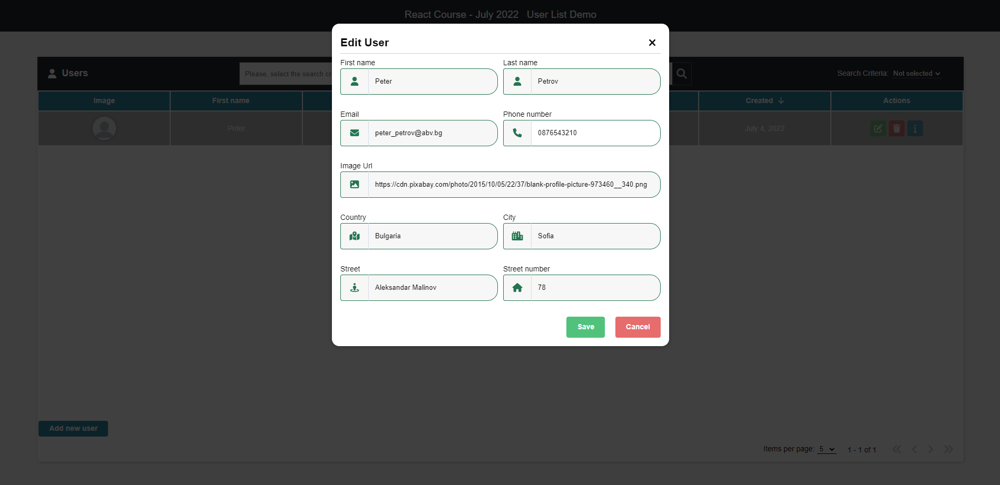 React Course - July 2022 User List Demo
Edit User
First name
Last name
Peter
Petrov
Email
Phone number
peter_petrov@abv.bg
0876543210
Image Url
https://cdn.pixabay.com/photo/2015/10/05/22/37/blank-profile-picture-973460__340.png
Country
City
Bulgaria
Sofia
Street
Street number
Aleksandar Malinov
78
Save
Cancel
Users
Please, select the search cr
Search Criteria: Not selected
Image
First name
Created
Actions
Peter
July 4, 2022
Add new user
Items per page: 5
1 - 1 of 1